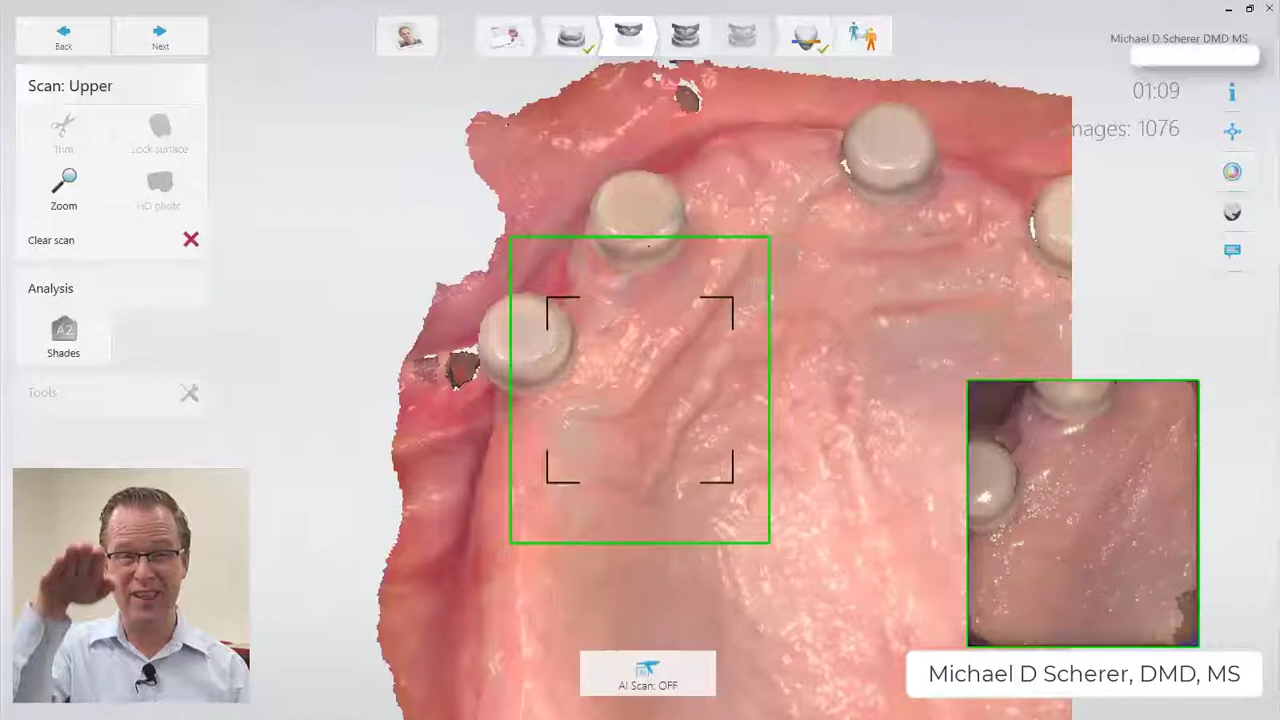 Back
Next
Michael D Scherer DMD MS
Scan: Upper
01:09
mages: 1076
Trim
Lock surface
Zoom
HD photo
Clear scan
Analysis
A2
Shades
Tools
AI
AI Scan: OFF
Michael D Scherer, DMD, MS